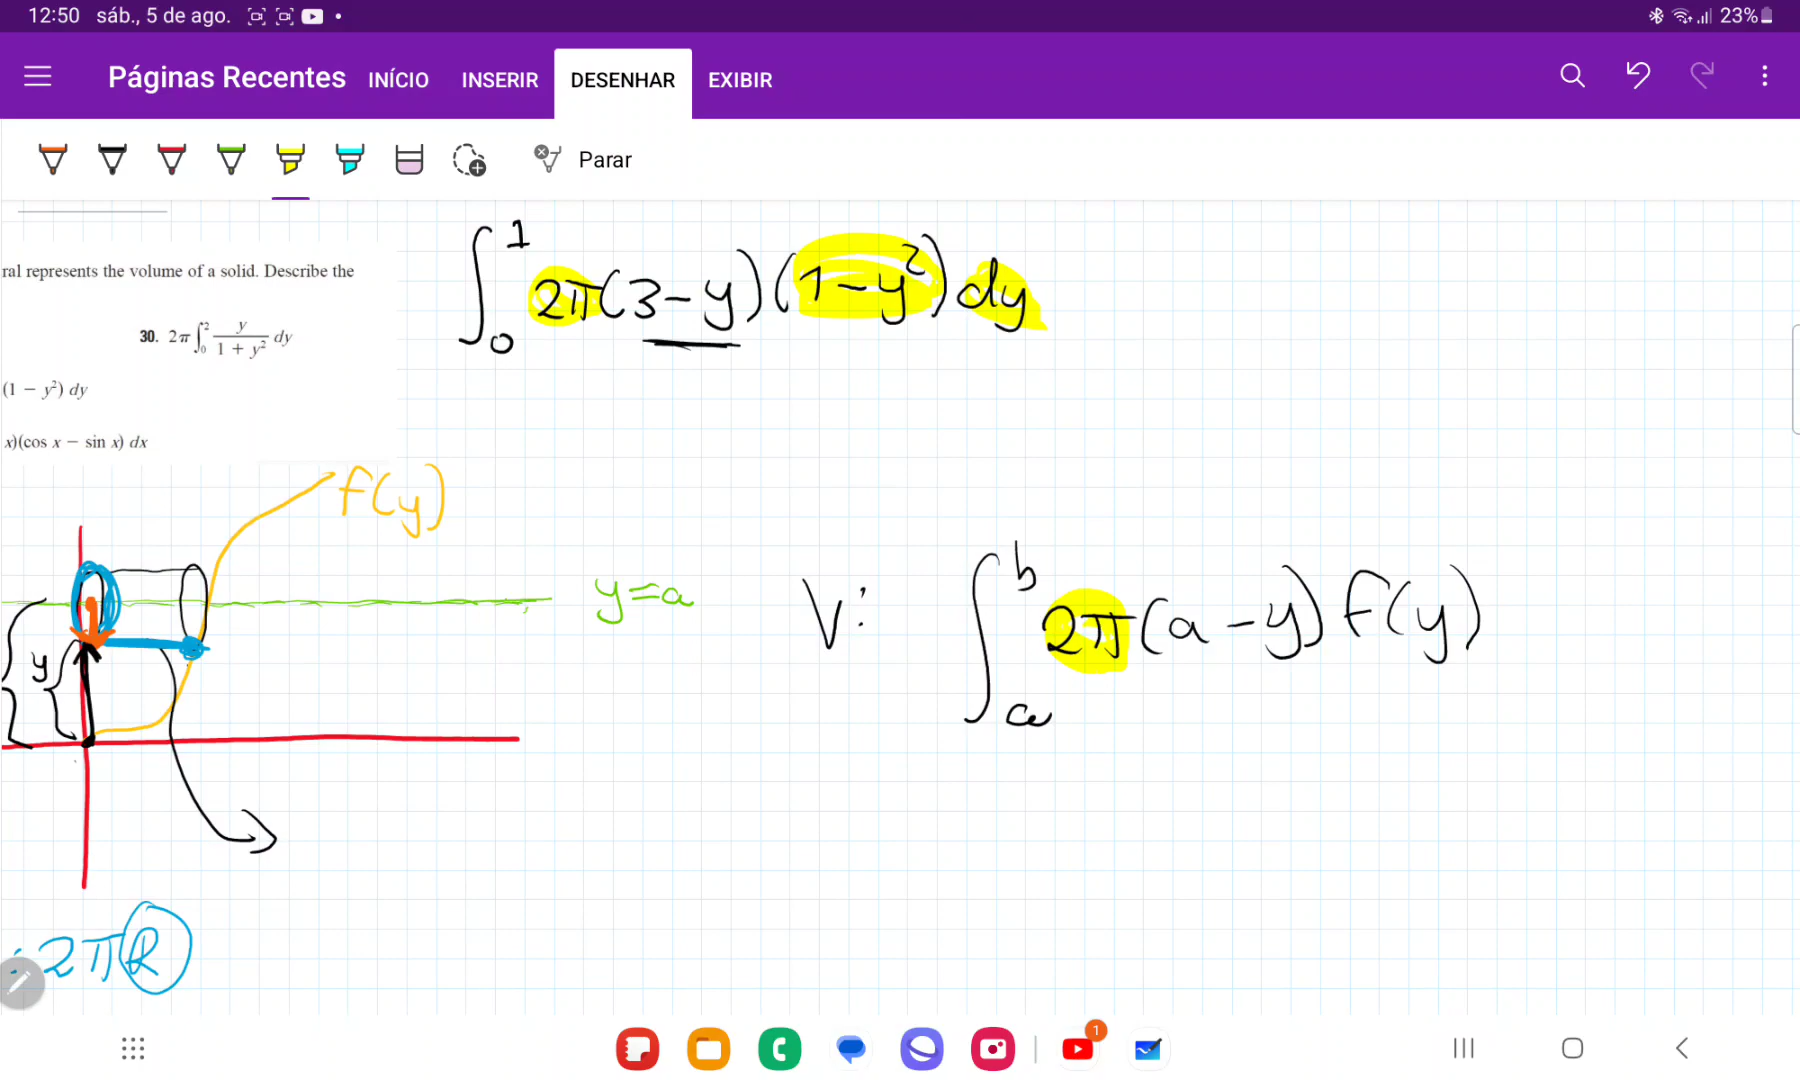 12:50 sáb., 5 de ago. 23%
Páginas Recentes INÍCIO INSERIR DESENHAR EXIBIR
Parar
∫₀¹ 2π(3-y)(1-y²)dy
ral represents the volume of a solid. Describe the
30. 2π ∫₀² y/(1 + y²) dy
(1 − y²) dy
x)(cos x − sin x) dx
f(y)
y=a
y
V: ∫ₐᵇ 2π(a-y) f(y)
: 2πR
1